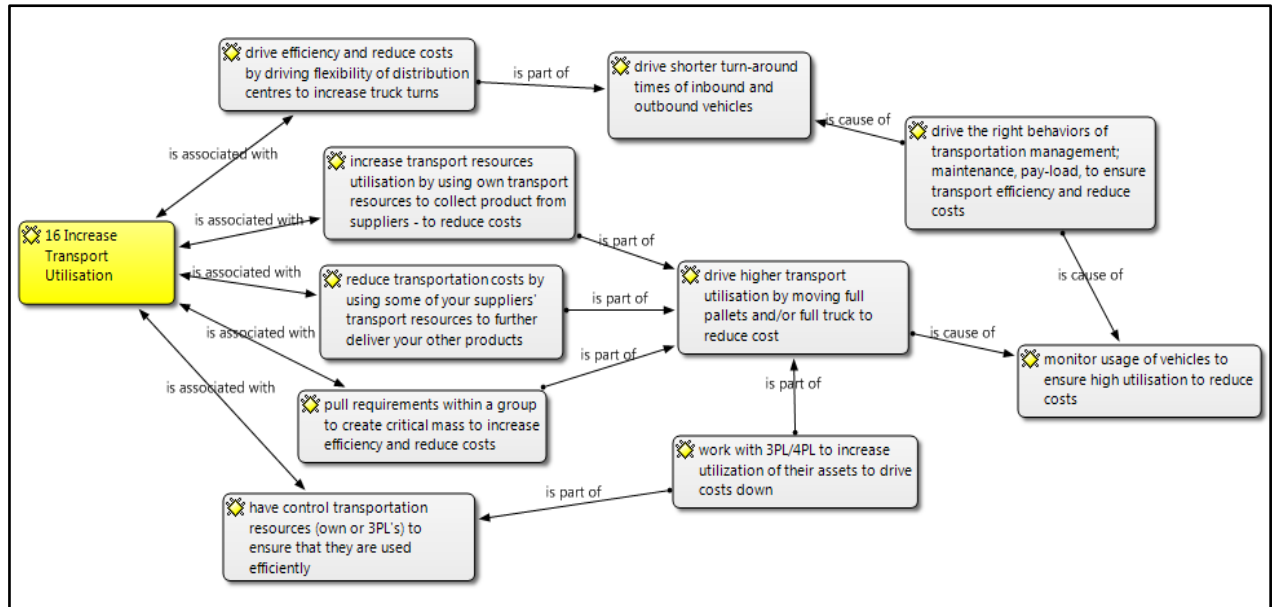 drive efficiency and reduce costs
by driving flexibility of distribution
centres to increase truck turns
is part of
drive shorter turn-around
times of inbound and
outbound vehicles
is cause of
drive the right behaviors of
transportation management;
maintenance, pay-load, to ensure
transport efficiency and reduce
costs
is associated with
increase transport resources
utilisation by using own transport
resources to collect product from
suppliers - to reduce costs
is associated with
16 Increase
Transport
Utilisation
is part of
is associated with
reduce transportation costs by
using some of your suppliers'
transport resources to further
deliver your other products
is part of
drive higher transport
utilisation by moving full
pallets and/or full truck to
reduce cost
is cause of
is cause of
monitor usage of vehicles to
ensure high utilisation to reduce
costs
is associated with
is part of
pull requirements within a group
to create critical mass to increase
efficiency and reduce costs
is part of
is associated with
work with 3PL/4PL to increase
utilization of their assets to drive
costs down
is part of
have control transportation
resources (own or 3PL's) to
ensure that they are used
efficiently